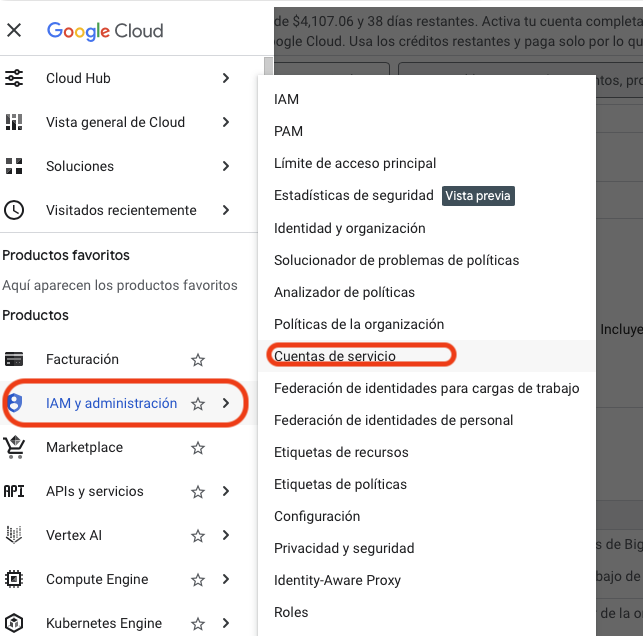 Google Cloud
de $4,107.06 y 38 días restantes. Activa tu cuenta completa
ogle Cloud. Usa los créditos restantes y paga solo por lo qu
Cloud Hub
Vista general de Cloud
Soluciones
Visitados recientemente
Productos favoritos
Aquí aparecen los productos favoritos
Productos
Facturación
IAM y administración
Marketplace
API APIs y servicios
Vertex AI
Compute Engine
Kubernetes Engine
IAM
PAM
Límite de acceso principal
Estadísticas de seguridad Vista previa
Identidad y organización
Solucionador de problemas de políticas
Analizador de políticas
Políticas de la organización
Cuentas de servicio
Federación de identidades para cargas de trabajo
Federación de identidades de personal
Etiquetas de recursos
Etiquetas de políticas
Configuración
Privacidad y seguridad
Identity-Aware Proxy
Roles
ntos, pro
Incluye
s de Big
bajo de
de la o